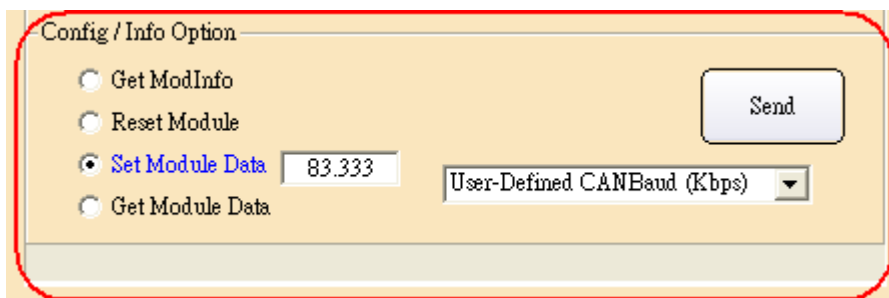 Config / Info Option
Get ModInfo
Reset Module
Send
Set Module Data 83.333
User-Defined CANBaud (Kbps)
Get Module Data